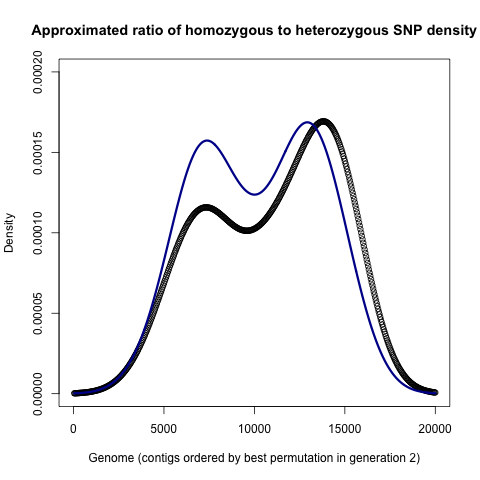 Approximated ratio of homozygous to heterozygous SNP density
0.00020
0.00015
0.00010
0.00005
0.00000
Density
0 5000 10000 15000 20000
Genome (contigs ordered by best permutation in generation 2)